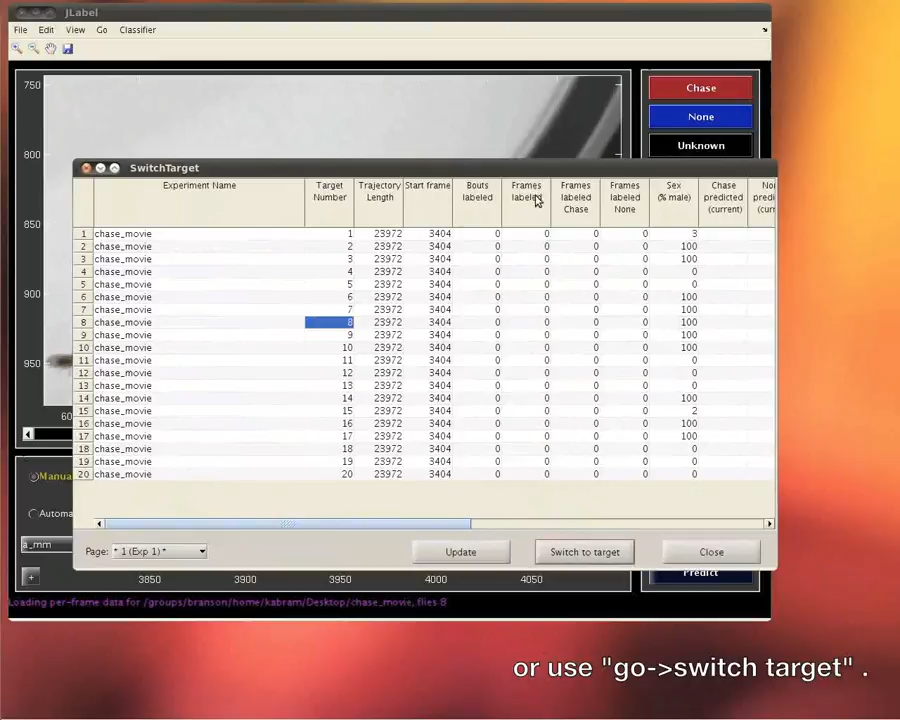 JLabel
File Edit View Go Classifier
750
Chase
None
800
Unknown
SwitchTarget
Experiment Name Target Number Trajectory Length Start frame Bouts labeled Frames labeled Frames labeled Chase Frames labeled None Sex (% male) Chase predicted (current)
1 chase_movie 1 23972 3404 0 0 0 0 3
2 chase_movie 2 23972 3404 0 0 0 0 100
3 chase_movie 3 23972 3404 0 0 0 0 100
4 chase_movie 4 23972 3404 0 0 0 0 0
5 chase_movie 5 23972 3404 0 0 0 0 0
6 chase_movie 6 23972 3404 0 0 0 0 100
7 chase_movie 7 23972 3404 0 0 0 0 100
8 chase_movie 8 23972 3404 0 0 0 0 100
9 chase_movie 9 23972 3404 0 0 0 0 100
10 chase_movie 10 23972 3404 0 0 0 0 100
11 chase_movie 11 23972 3404 0 0 0 0 0
12 chase_movie 12 23972 3404 0 0 0 0 0
13 chase_movie 13 23972 3404 0 0 0 0 0
14 chase_movie 14 23972 3404 0 0 0 0 100
15 chase_movie 15 23972 3404 0 0 0 0 2
16 chase_movie 16 23972 3404 0 0 0 0 100
17 chase_movie 17 23972 3404 0 0 0 0 100
18 chase_movie 18 23972 3404 0 0 0 0 0
19 chase_movie 19 23972 3404 0 0 0 0 0
20 chase_movie 20 23972 3404 0 0 0 0 0
850
900
950
Page: * 1 (Exp 1) * Update Switch to target Close
a_mm
+ 3850 3900 3950 4000 4050 Predict
Loading per-frame data for /groups/branson/home/kabram/Desktop/chase_movie, flies 8
or use "go->switch target" .